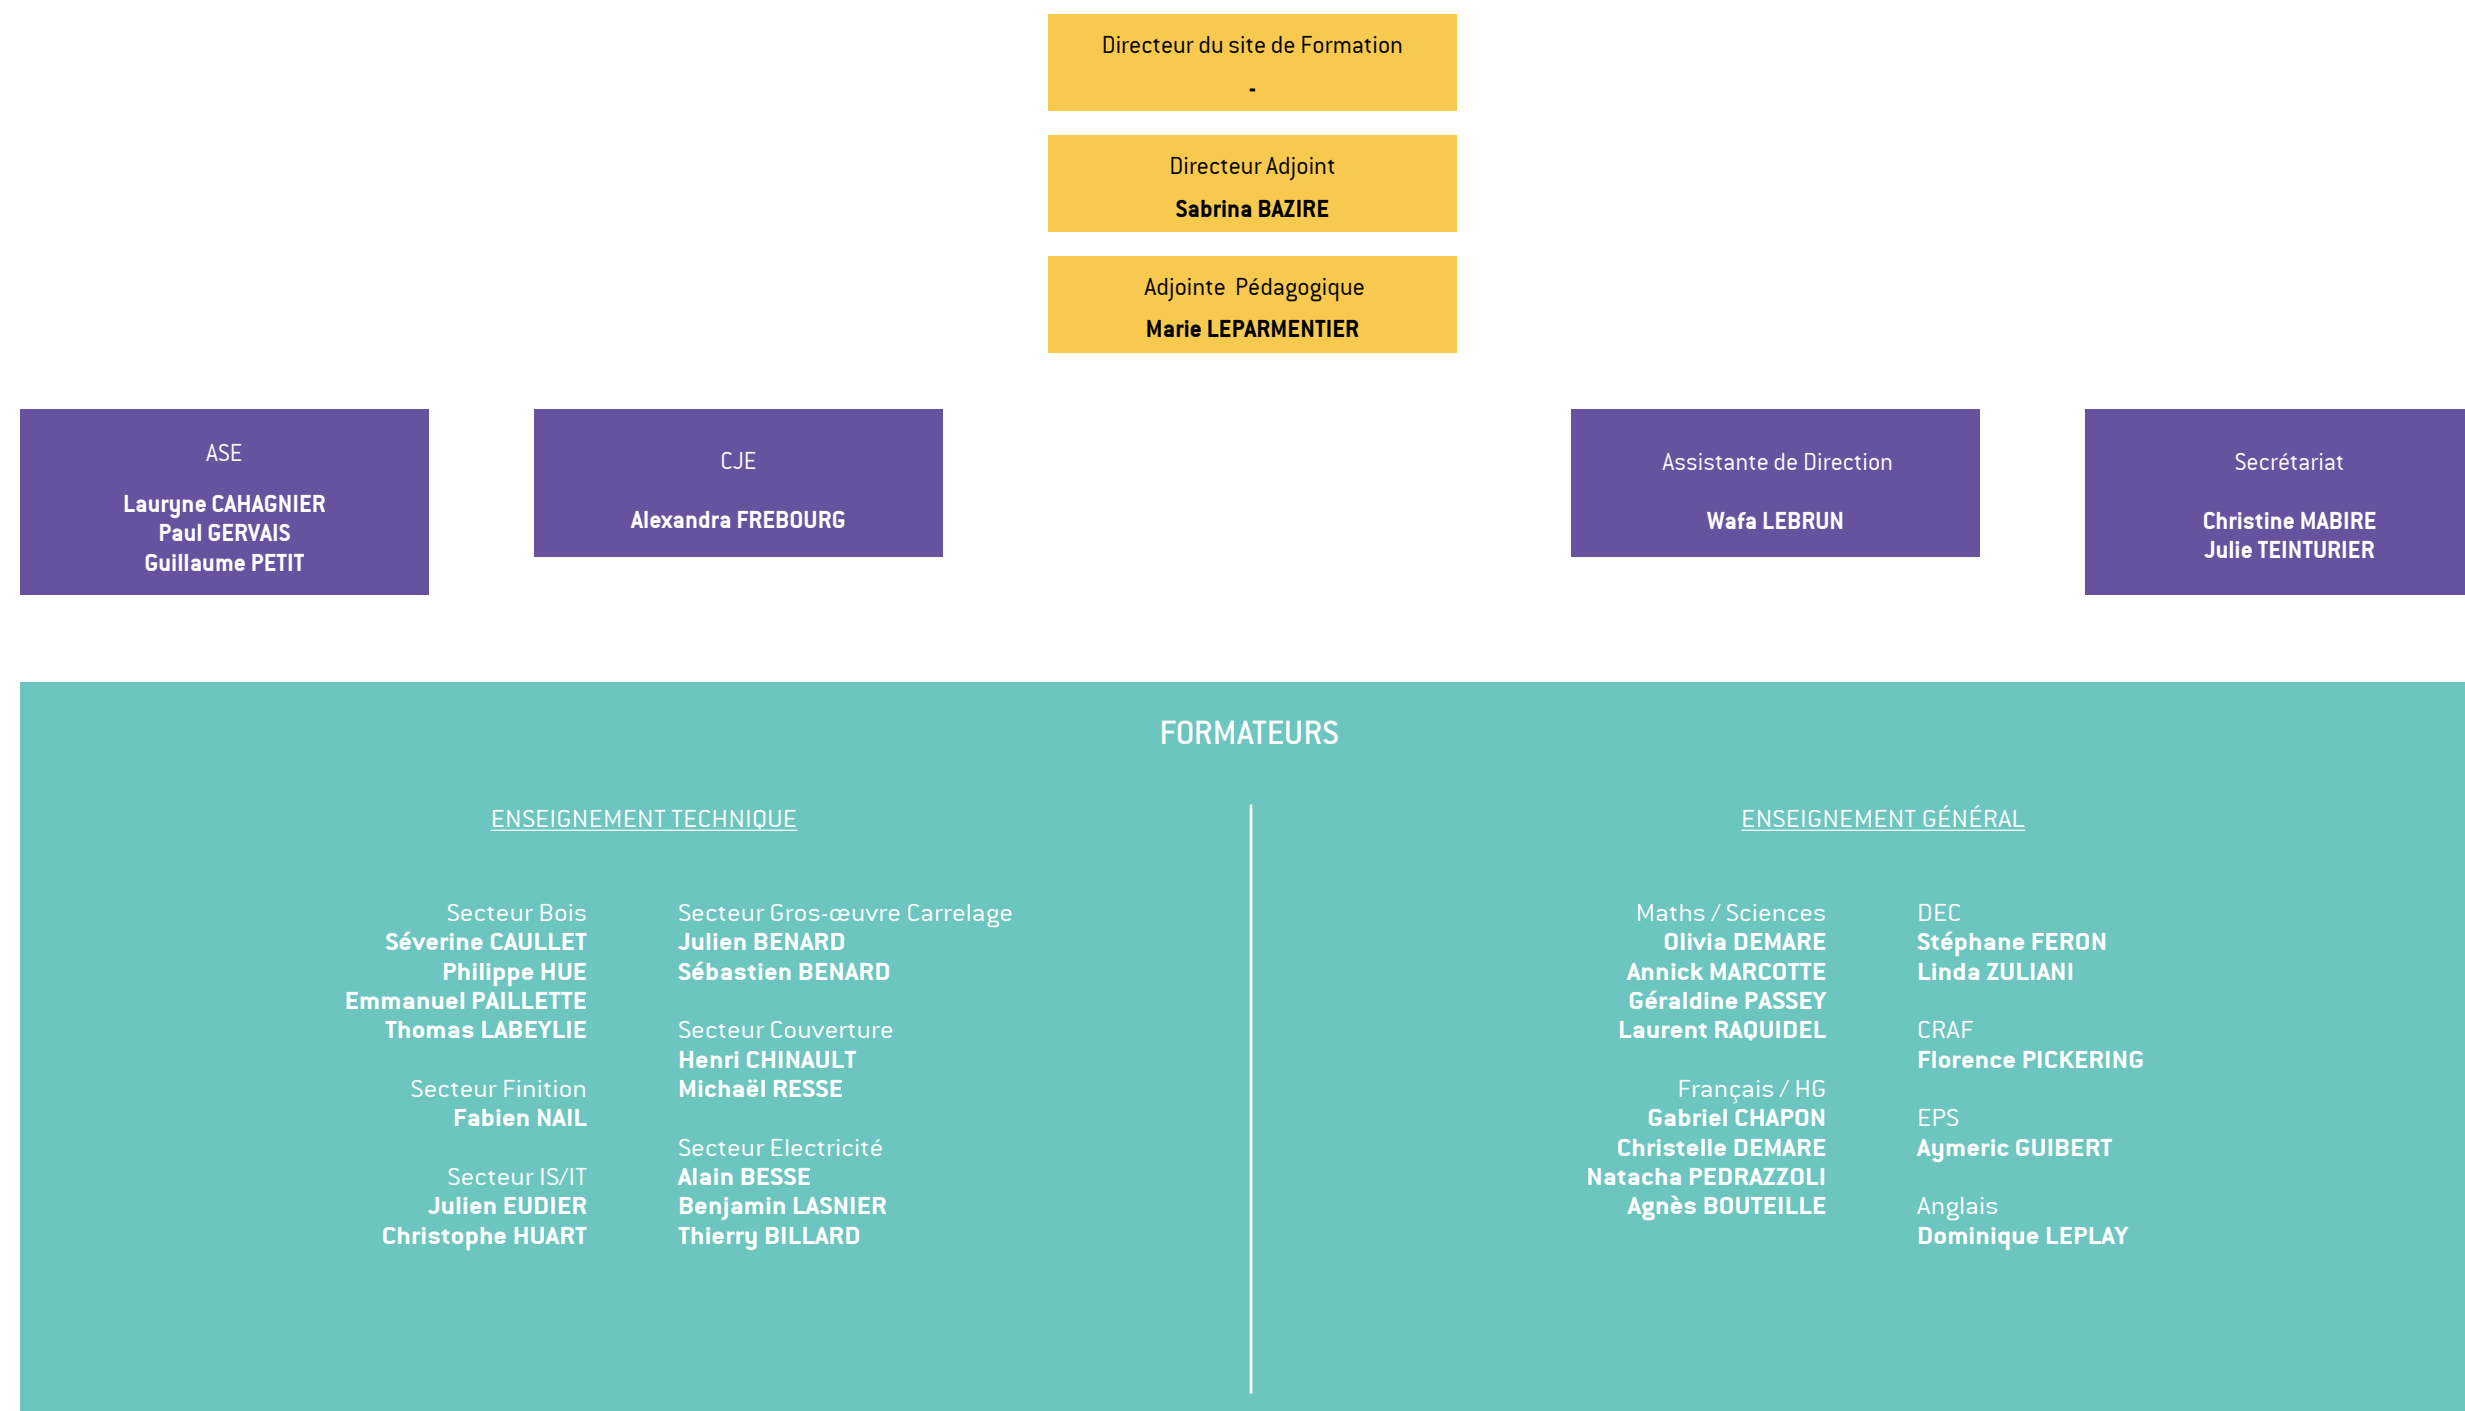 Directeur du site de Formation
-
Directeur Adjoint
Sabrina BAZIRE
Adjointe Pédagogique
Marie LEPARMENTIER
ASE
Lauryne CAHAGNIER
Paul GERVAIS
Guillaume PETIT
CJE
Alexandra FREBOURG
Assistante de Direction
Wafa LEBRUN
Secrétariat
Christine MABIRE
Julie TEINTURIER
FORMATEURS
ENSEIGNEMENT TECHNIQUE
Secteur Bois
Séverine CAULLET
Philippe HUE
Emmanuel PAILLETTE
Thomas LABEYLIE
Secteur Finition
Fabien NAIL
Secteur IS/IT
Julien EUDIER
Christophe HUART
Secteur Gros-œuvre Carrelage
Julien BENARD
Sébastien BENARD
Secteur Couverture
Henri CHINAULT
Michaël RESSE
Secteur Electricité
Alain BESSE
Benjamin LASNIER
Thierry BILLARD
ENSEIGNEMENT GÉNÉRAL
Maths / Sciences
Olivia DEMARE
Annick MARCOTTE
Géraldine PASSEY
Laurent RAQUIDEL
Français / HG
Gabriel CHAPON
Christelle DEMARE
Natacha PEDRAZZOLI
Agnès BOUTEILLE
DEC
Stéphane FERON
Linda ZULIANI
CRAF
Florence PICKERING
EPS
Aymeric GUIBERT
Anglais
Dominique LEPLAY